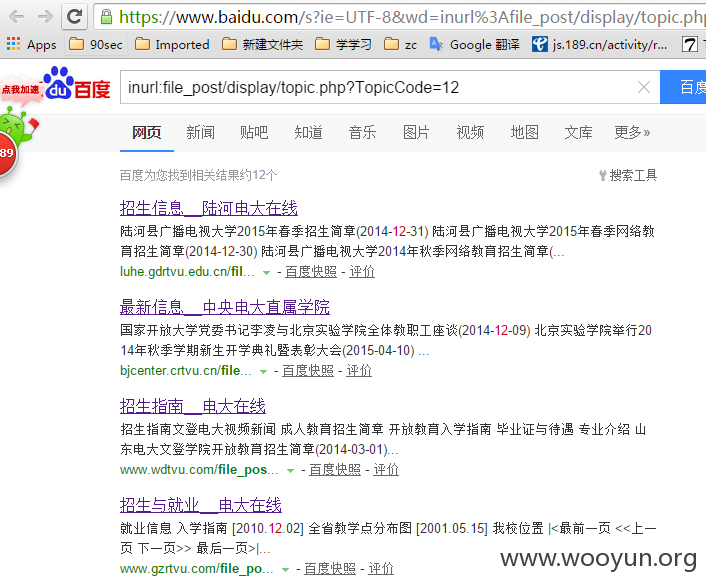 https://www.baidu.com/s?ie=UTF-8&wd=inurl%3Afile_post/display/topic.php
Apps 90sec Imported 新建文件夹 学学习 zc Google 翻译 js.189.cn/activity/r... 7
点我加速 Bai du 百度 inurl:file_post/display/topic.php?TopicCode=12 百度
89
网页 新闻 贴吧 知道 音乐 图片 视频 地图 文库 更多»
百度为您找到相关结果约12个 搜索工具
招生信息__陆河电大在线
陆河县广播电视大学2015年春季招生简章(2014-12-31) 陆河县广播电视大学2015年春季网络教
育招生简章(2014-12-30) 陆河县广播电视大学2014年秋季网络教育招生简章(...
luhe.gdrtvu.edu.cn/fil... - 百度快照 - 评价
最新信息__中央电大直属学院
国家开放大学党委书记李凌与北京实验学院全体教职工座谈(2014-12-09) 北京实验学院举行20
14年秋季学期新生开学典礼暨表彰大会(2015-04-10) ...
bjcenter.crtvu.cn/file... - 百度快照 - 评价
招生指南__电大在线
招生指南文登电大视频新闻 成人教育招生简章 开放教育入学指南 毕业证与待遇 专业介绍 山
东电大文登学院开放教育招生简章(2014-03-01)...
www.wdtvu.com/file_pos... - 百度快照 - 评价
招生与就业__电大在线
就业信息 入学指南 [2010.12.02] 全省教学点分布图 [2001.05.15] 我校位置 |<最前一页 <<上一
页 下一页>> 最后一页>|...
www.gzrtvu.com/file_po... - 百度快照 - 评价
www.wooyun.org